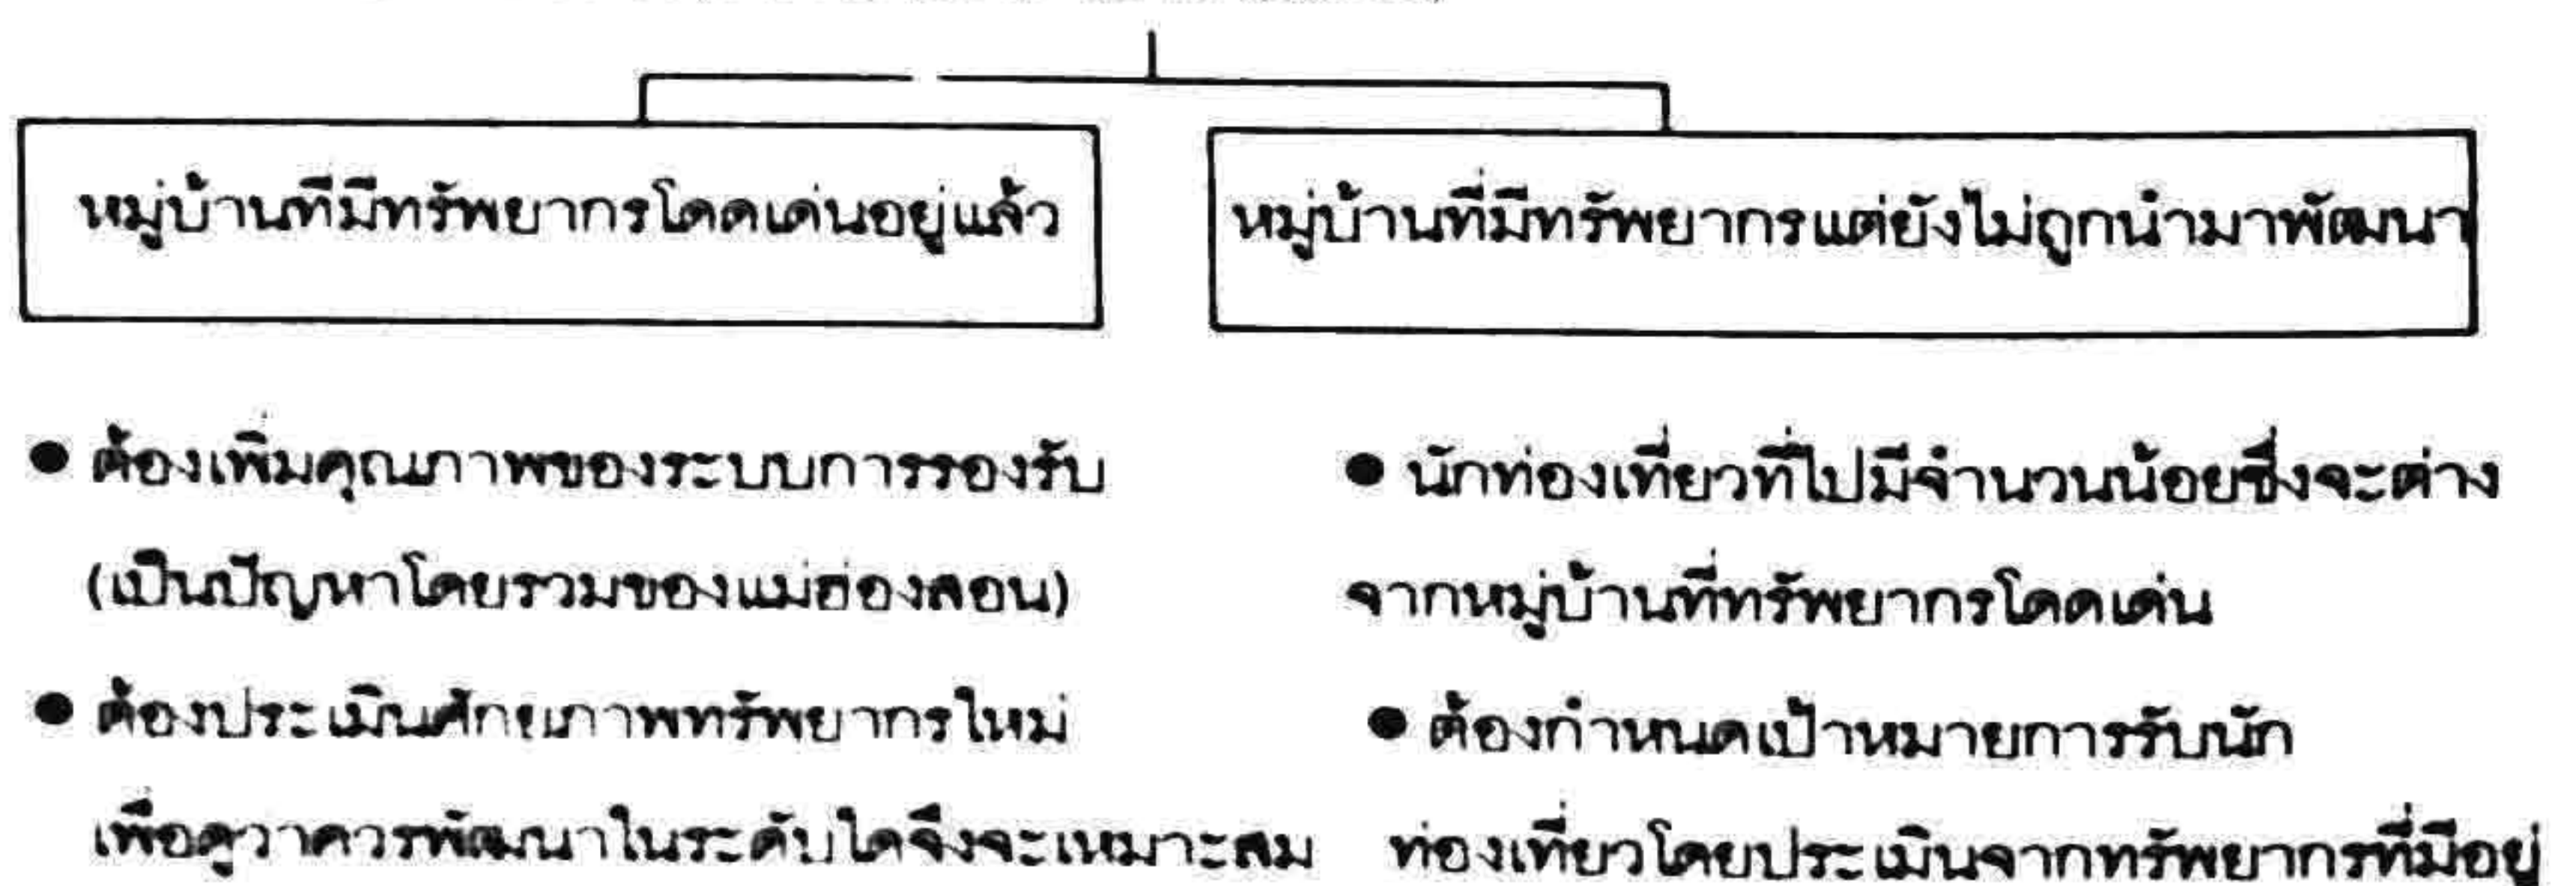 หมู่บ้านที่มีทรัพยากรโดดเด่นอยู่แล้ว
● ต้องเพิ่มคุณภาพของระบบการรองรับ
(เป็นปัญหาโดยรวมของแม่ฮ่องสอน)
● ต้องประเมินศักยภาพทรัพยากรใหม่
เพื่อดูว่าควรพัฒนาในระดับใดจึงจะเหมาะสม
หมู่บ้านที่มีทรัพยากรแต่ยังไม่ถูกนำมาพัฒนา
● นักท่องเที่ยวที่ไปมีจำนวนน้อยซึ่งจะต่าง
จากหมู่บ้านที่ทรัพยากรโดดเด่น
● ต้องกำหนดเป้าหมายการรับนัก
ท่องเที่ยวโดยประเมินจากทรัพยากรที่มีอยู่